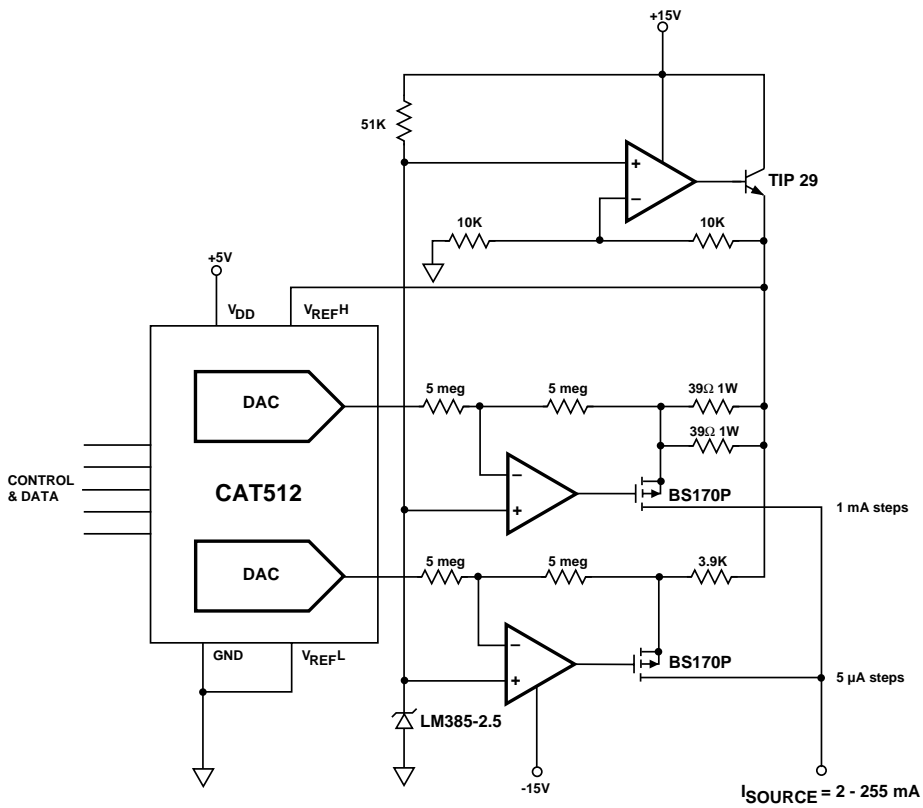 +15V
51K
+
TIP 29
−
10K
10K
+5V
VDD
VREFH
5 meg
5 meg
39Ω 1W
DAC
39Ω 1W
−
BS170P
CONTROL
& DATA
CAT512
+
1 mA steps
5 meg
5 meg
3.9K
DAC
−
BS170P
GND
VREFL
+
5 µA steps
LM385-2.5
-15V
ISOURCE = 2 - 255 mA